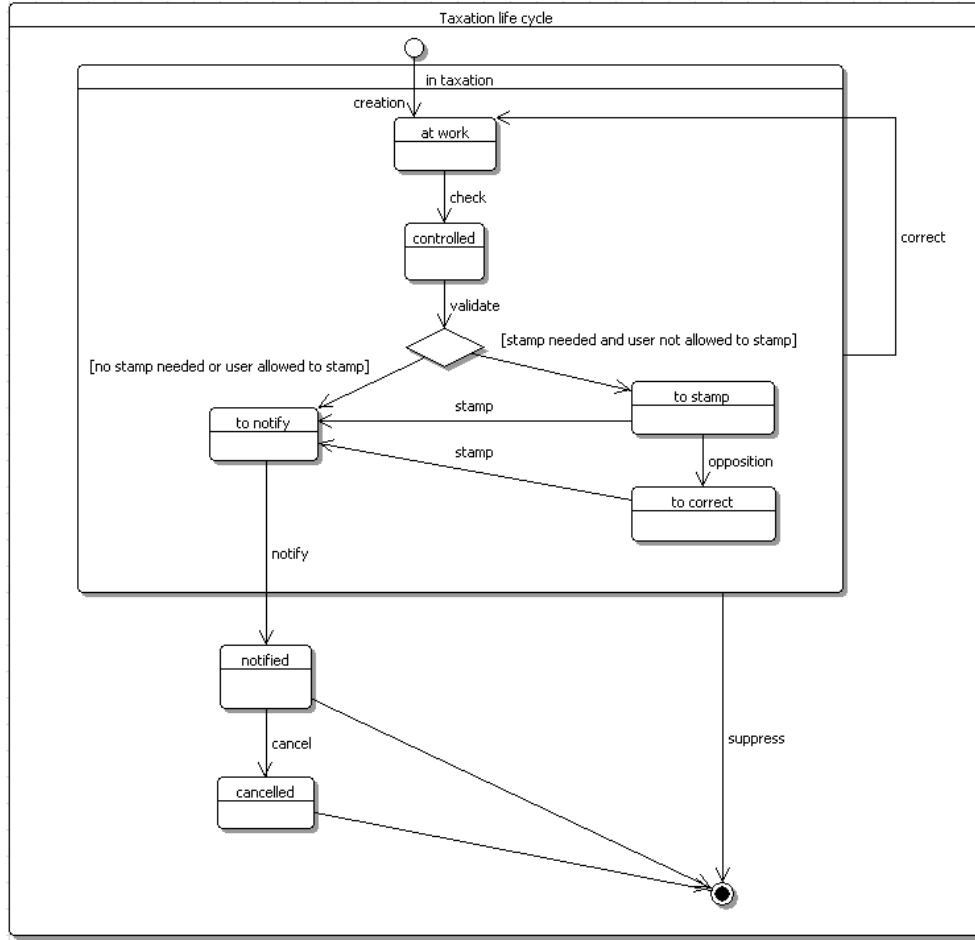 Taxation life cycle
in taxation
creation
at work
check
controlled
correct
validate
[stamp needed and user not allowed to stamp]
[no stamp needed or user allowed to stamp]
to stamp
stamp
to notify
stamp
opposition
to correct
notify
notified
suppress
cancel
cancelled